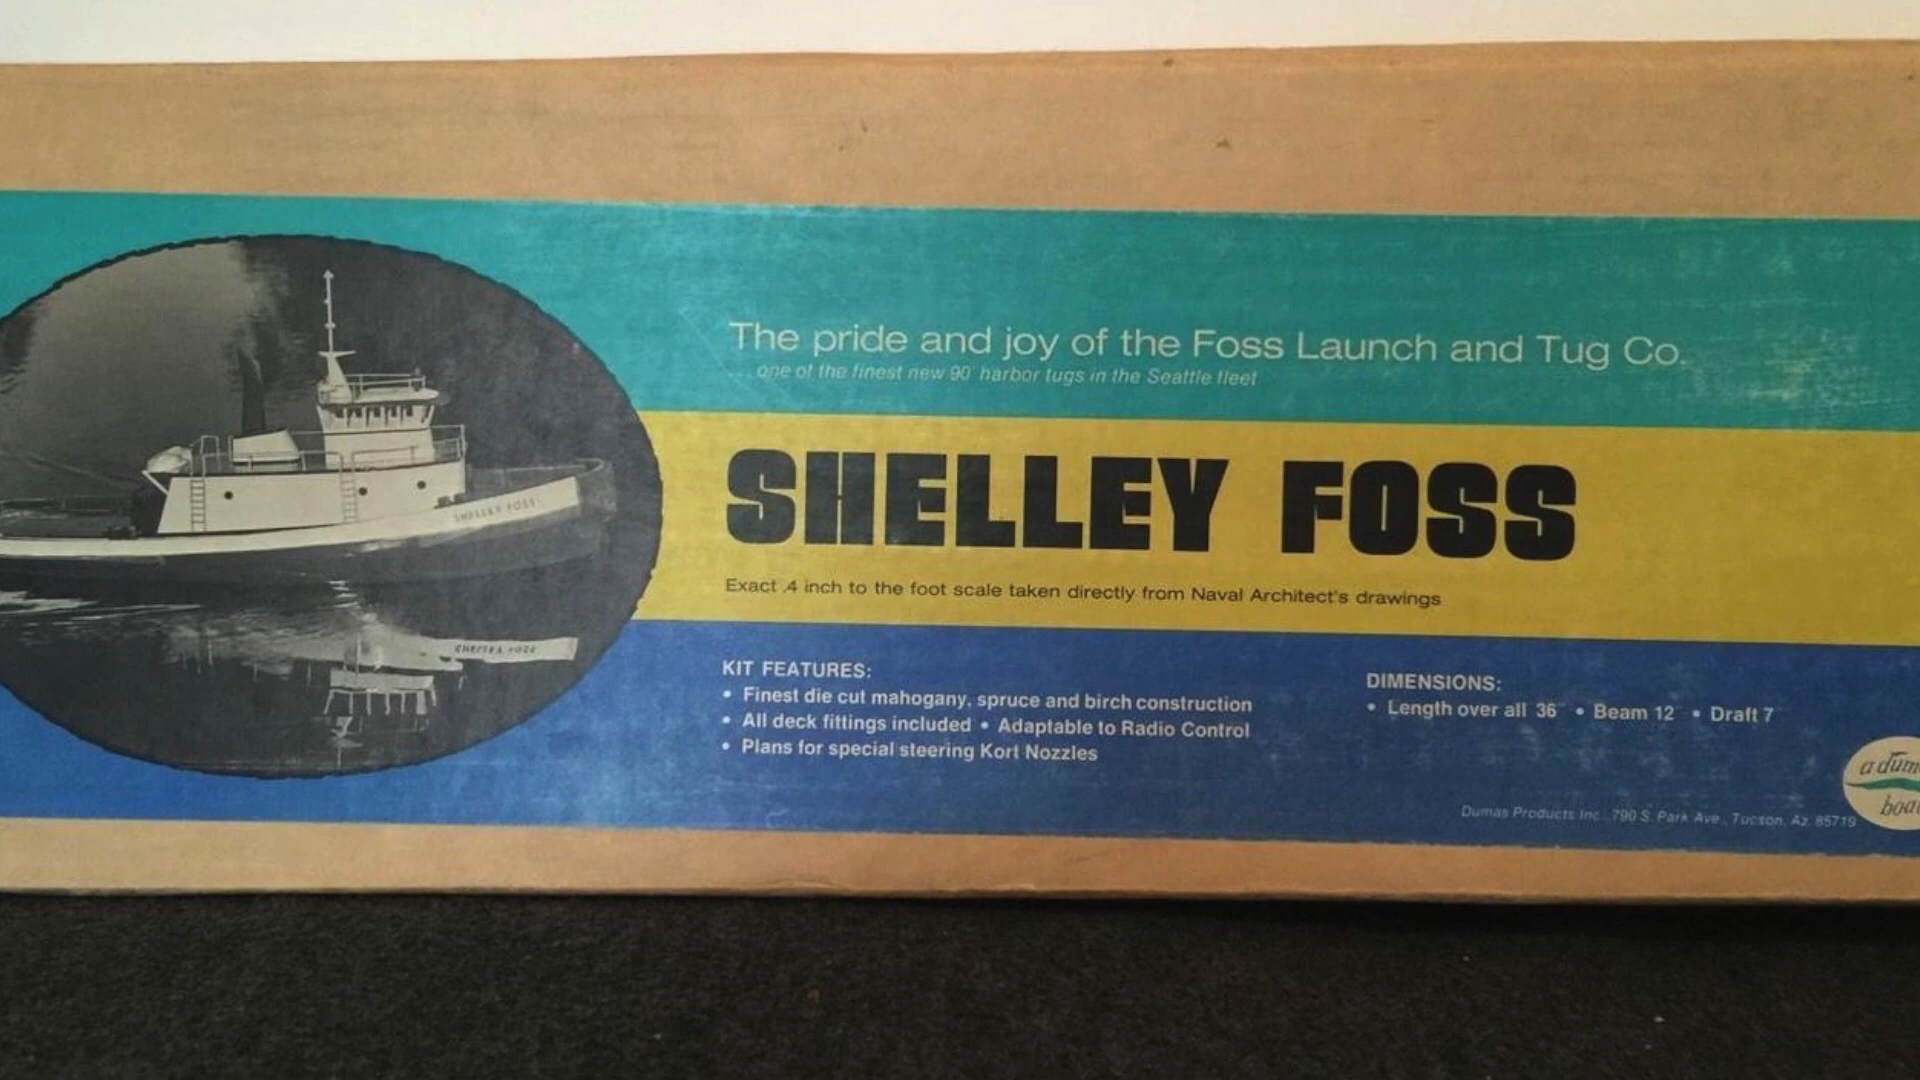 The pride and joy of the Foss Launch and Tug Co.
... one of the finest new 90' harbor tugs in the Seattle fleet
SHELLEY FOSS
SHELLEY FOSS
Exact .4 inch to the foot scale taken directly from Naval Architect's drawings
KIT FEATURES:
• Finest die cut mahogany, spruce and birch construction
• All deck fittings included • Adaptable to Radio Control
• Plans for special steering Kort Nozzles
DIMENSIONS:
• Length over all 36" • Beam 12" • Draft 7"
Dumas Products Inc., 790 S. Park Ave., Tucson, Az. 85719
a dum
boa